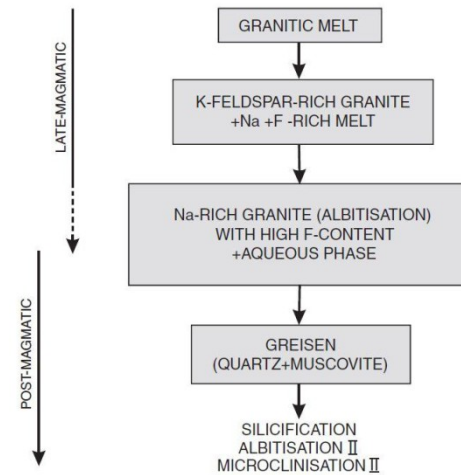 GRANITIC MELT
K-FELDSPAR-RICH GRANITE
+Na +F -RICH MELT
Na-RICH GRANITE (ALBITISATION)
WITH HIGH F-CONTENT
+AQUEOUS PHASE
GREISEN
(QUARTZ+MUSCOVITE)
SILICIFICATION
ALBITISATION II
MICROCLINISATION II
LATE-MAGMATIC
POST-MAGMATIC